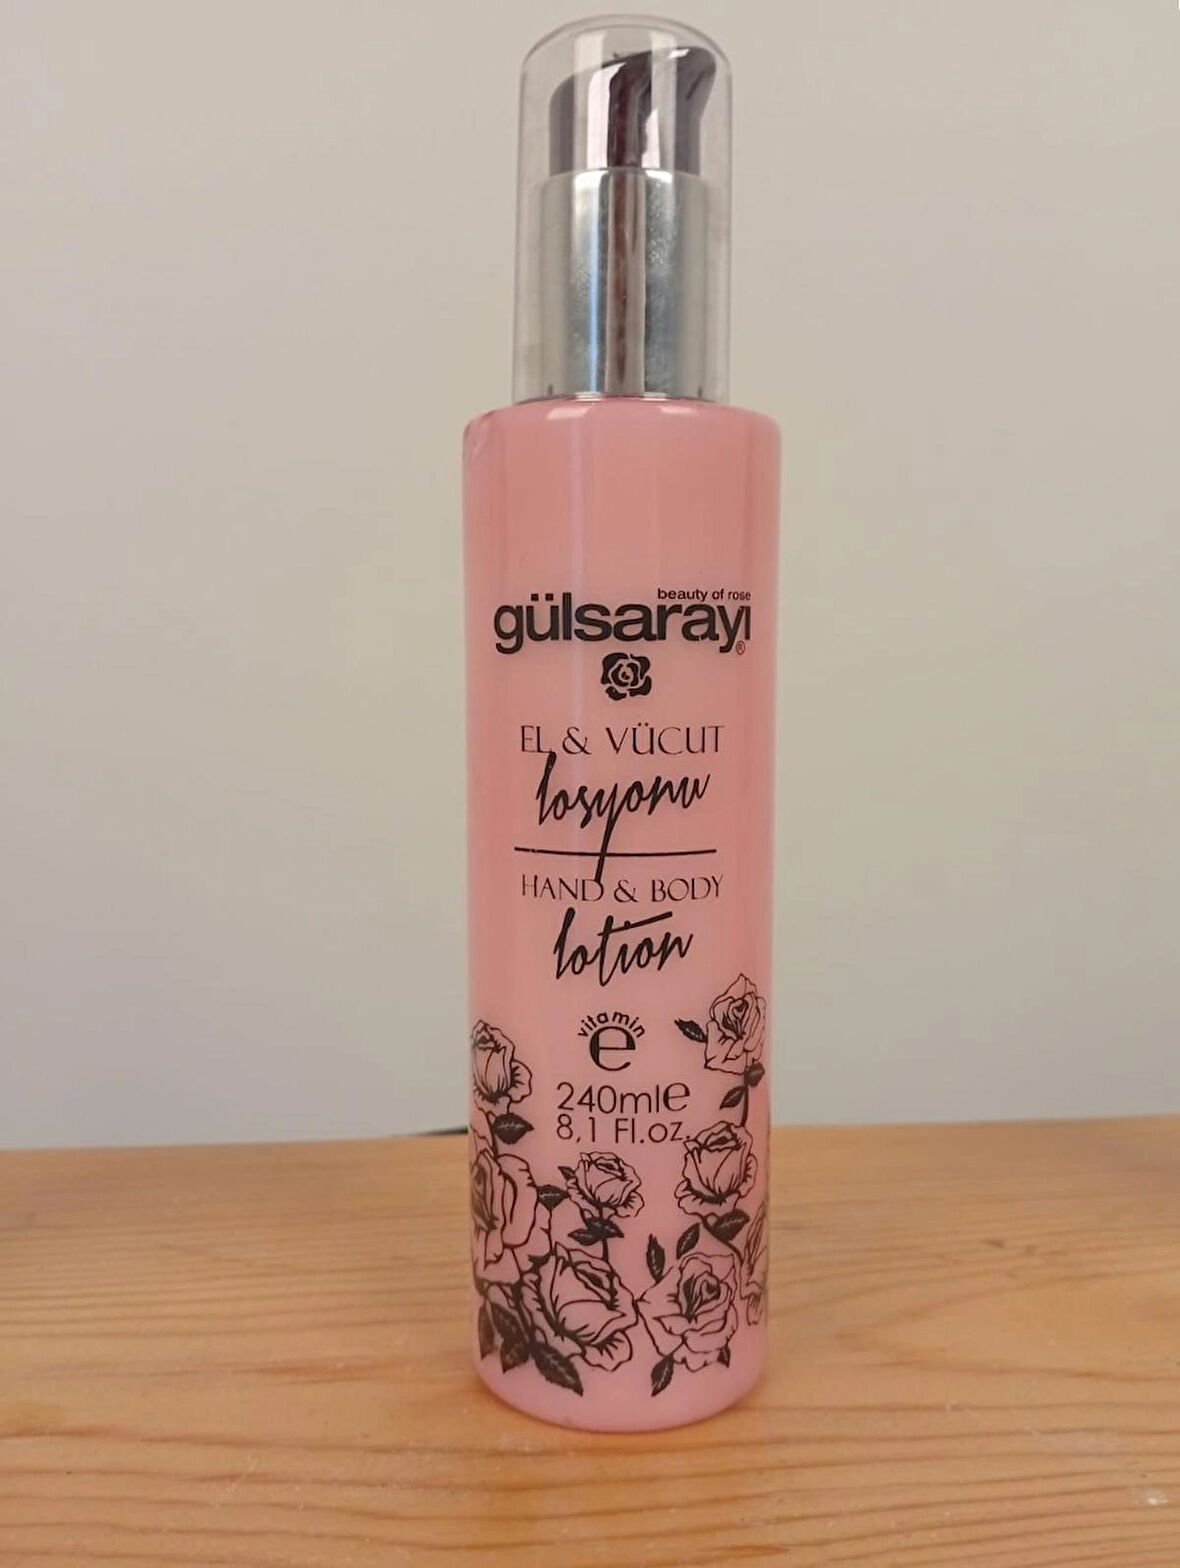 beauty of rose
gülsarayı®
EL & VÜCUT
losyonu
HAND & BODY
lotion
vitamin
e
240ml℮
8,1 Fl.oz.